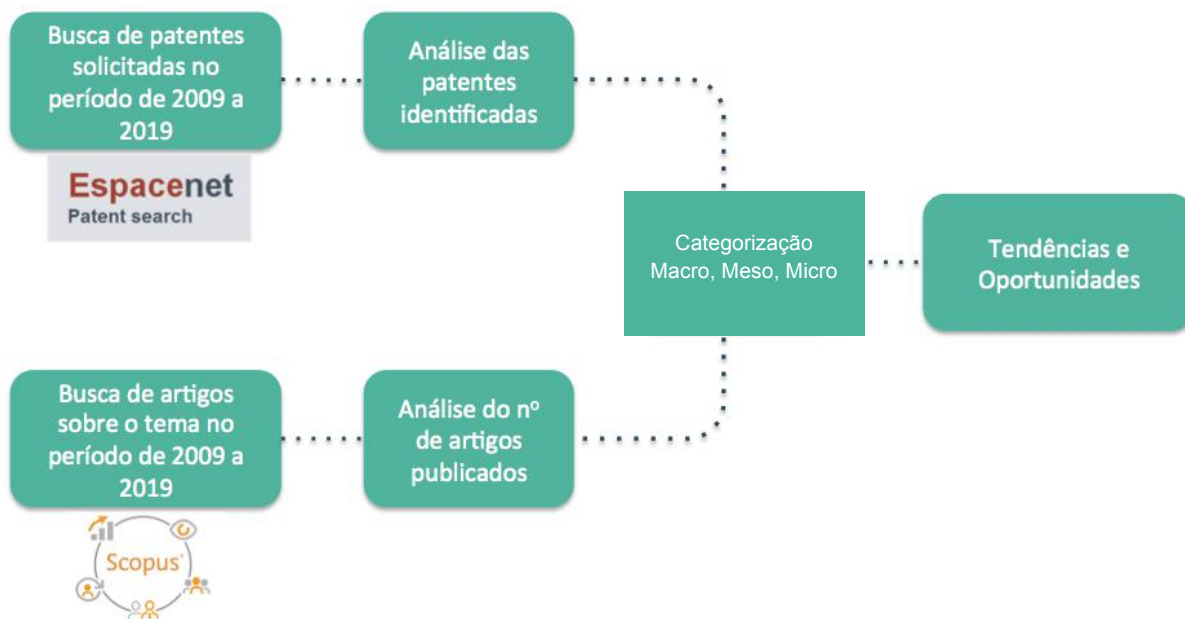 Busca de patentes
solicitadas no
período de 2009 a
2019
Espacenet
Patent search
Análise das
patentes
identificadas
Categorização
Macro, Meso, Micro
Tendências e
Oportunidades
Busca de artigos
sobre o tema no
período de 2009 a
2019
Scopus®
Análise do nº
de artigos
publicados